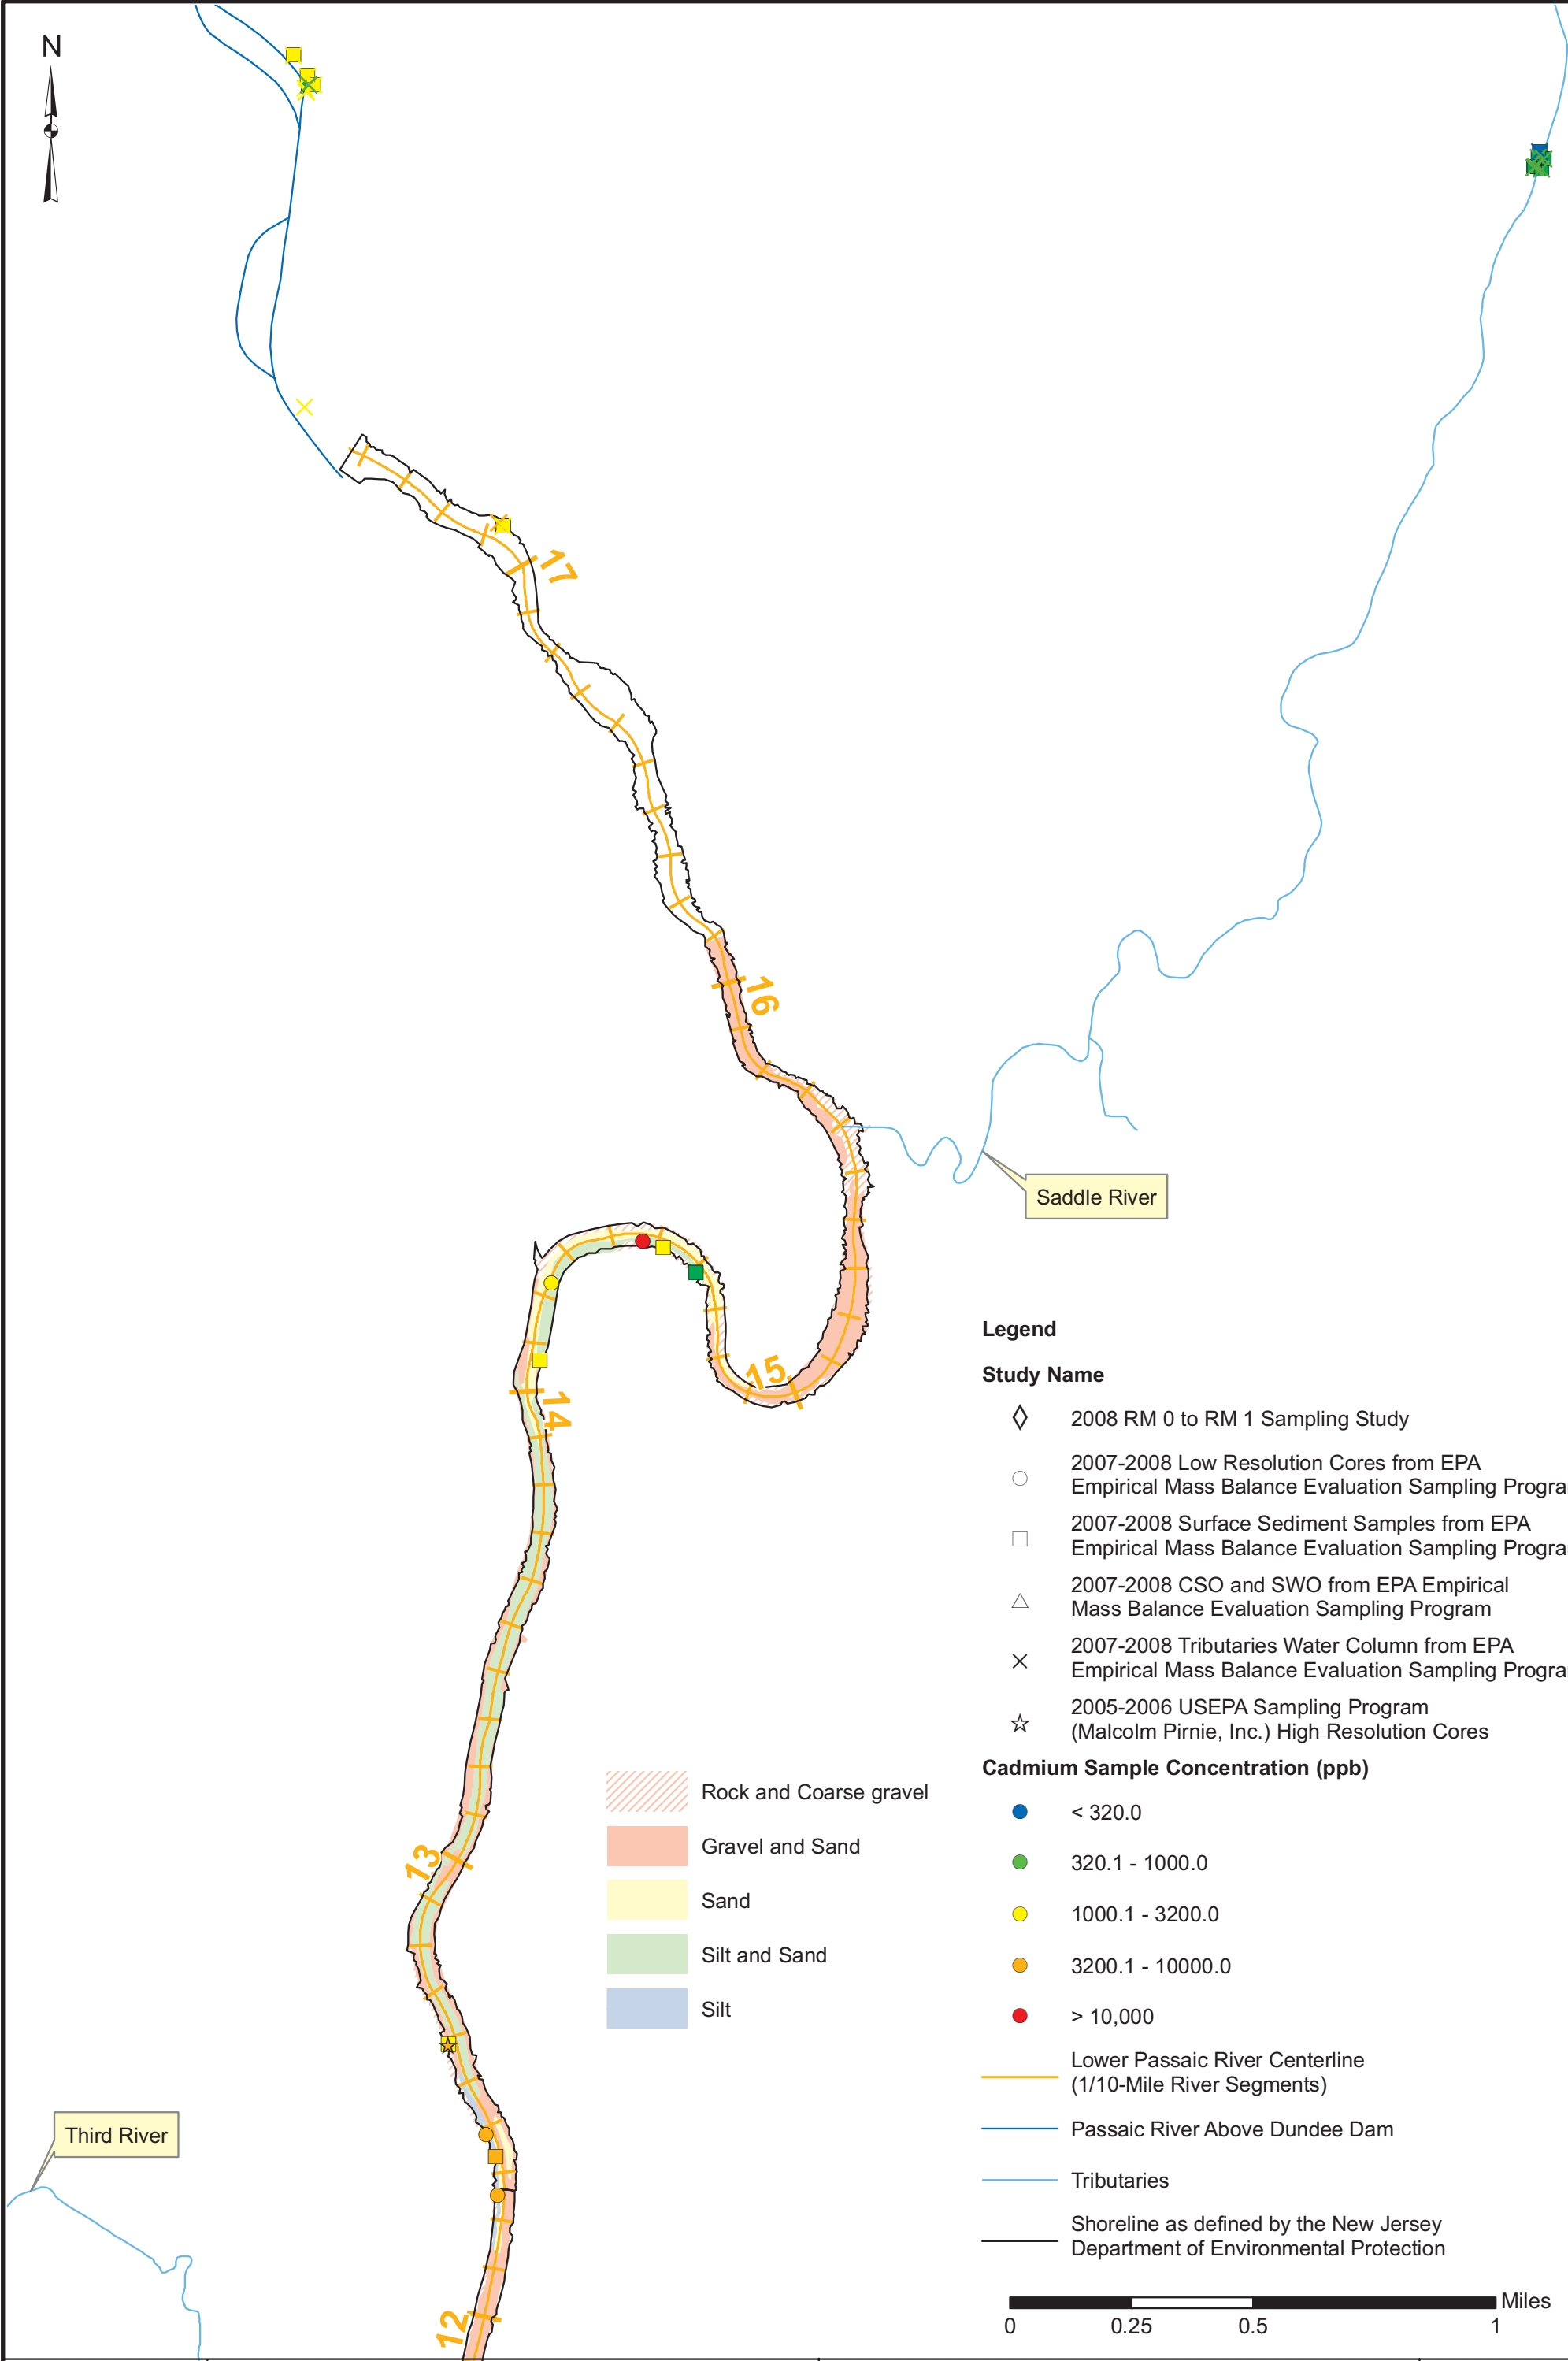 N
17
16
Saddle River
15
14
13
Third River
12
Rock and Coarse gravel
Gravel and Sand
Sand
Silt and Sand
Silt
Legend
Study Name
2008 RM 0 to RM 1 Sampling Study
2007-2008 Low Resolution Cores from EPA
Empirical Mass Balance Evaluation Sampling Progra
2007-2008 Surface Sediment Samples from EPA
Empirical Mass Balance Evaluation Sampling Progra
2007-2008 CSO and SWO from EPA Empirical
Mass Balance Evaluation Sampling Program
2007-2008 Tributaries Water Column from EPA
Empirical Mass Balance Evaluation Sampling Progra
2005-2006 USEPA Sampling Program
(Malcolm Pirnie, Inc.) High Resolution Cores
Cadmium Sample Concentration (ppb)
< 320.0
320.1 - 1000.0
1000.1 - 3200.0
3200.1 - 10000.0
> 10,000
Lower Passaic River Centerline
(1/10-Mile River Segments)
Passaic River Above Dundee Dam
Tributaries
Shoreline as defined by the New Jersey
Department of Environmental Protection
Miles
0 0.25 0.5 1